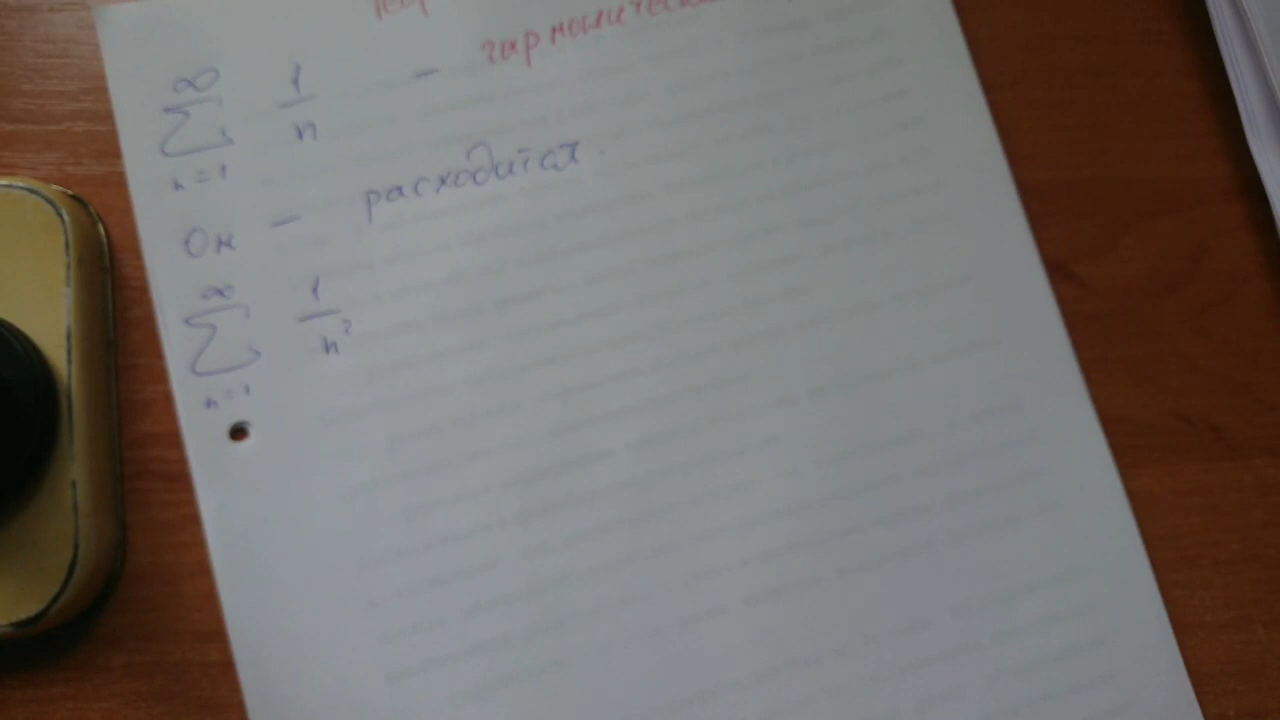 ∞ 1
∑ — - гармонический
n=1 n
Он - расходится.
∞ 1
∑ —
n=1 n²